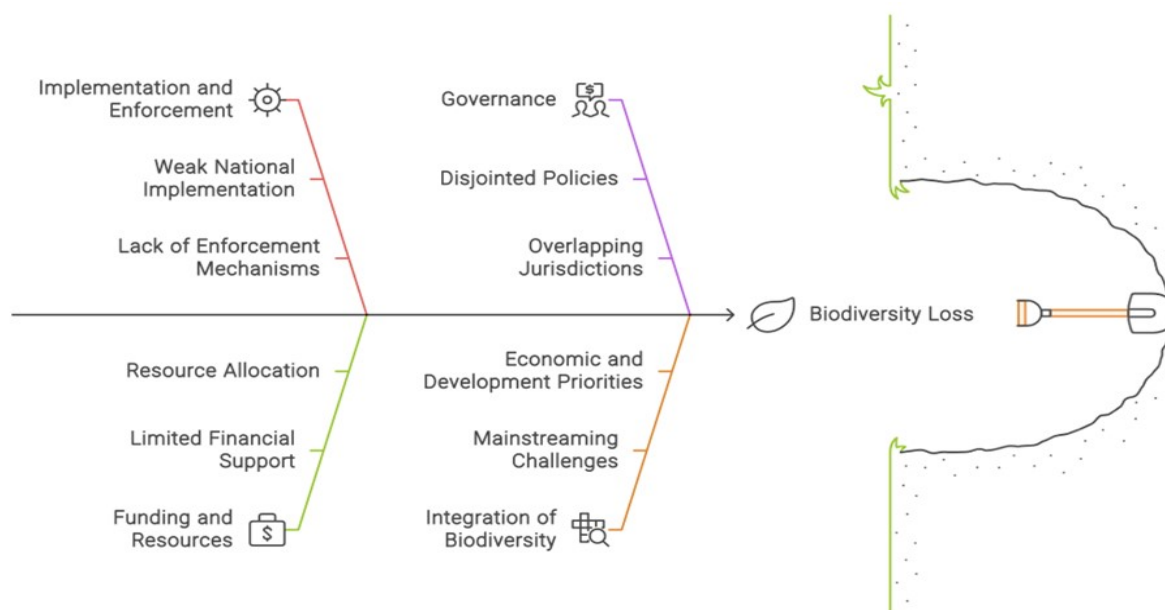 Implementation and
Enforcement
Weak National
Implementation
Lack of Enforcement
Mechanisms
Governance
$
Disjointed Policies
Overlapping
Jurisdictions
Biodiversity Loss
Resource Allocation
Limited Financial
Support
Funding and
Resources
$
Economic and
Development Priorities
Mainstreaming
Challenges
Integration of
Biodiversity